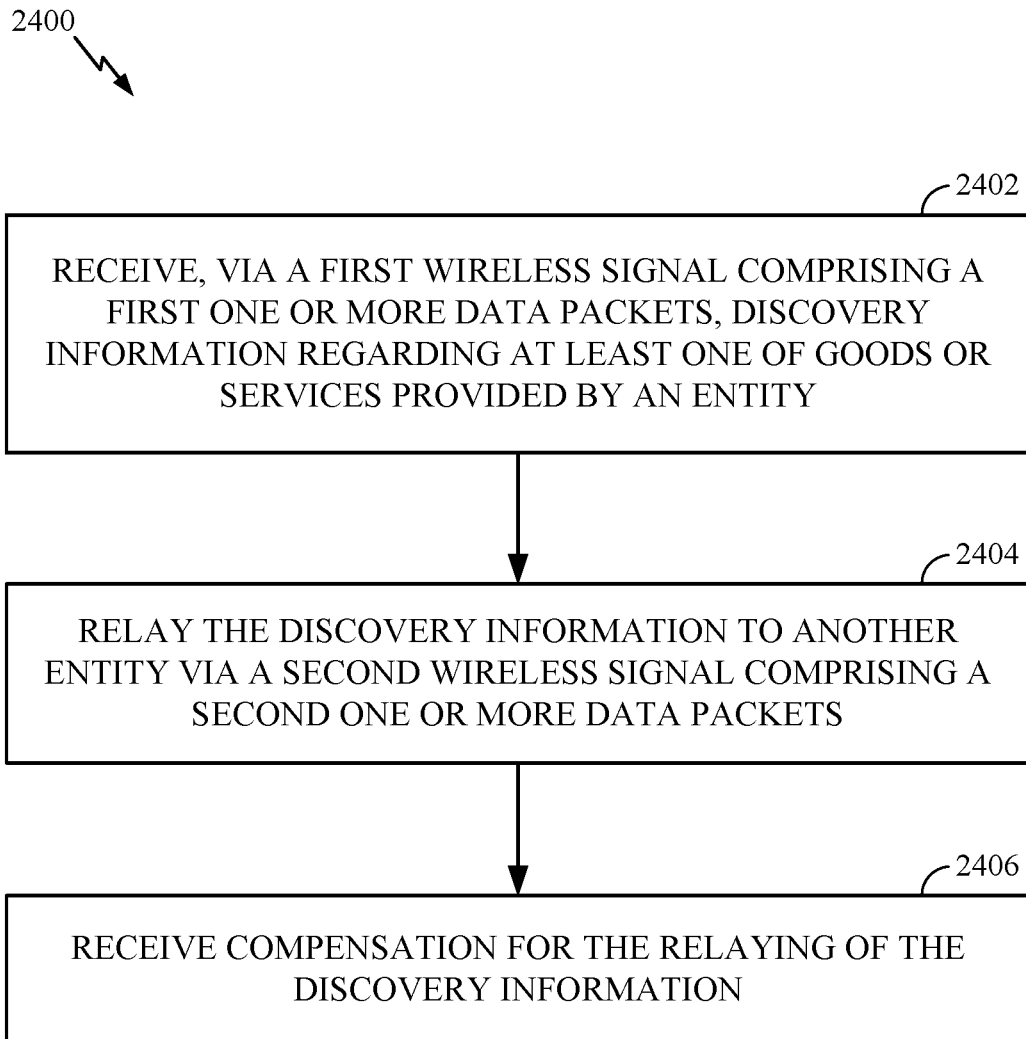 2400
2402
RECEIVE, VIA A FIRST WIRELESS SIGNAL COMPRISING A
FIRST ONE OR MORE DATA PACKETS, DISCOVERY
INFORMATION REGARDING AT LEAST ONE OF GOODS OR
SERVICES PROVIDED BY AN ENTITY
2404
RELAY THE DISCOVERY INFORMATION TO ANOTHER
ENTITY VIA A SECOND WIRELESS SIGNAL COMPRISING A
SECOND ONE OR MORE DATA PACKETS
2406
RECEIVE COMPENSATION FOR THE RELAYING OF THE
DISCOVERY INFORMATION